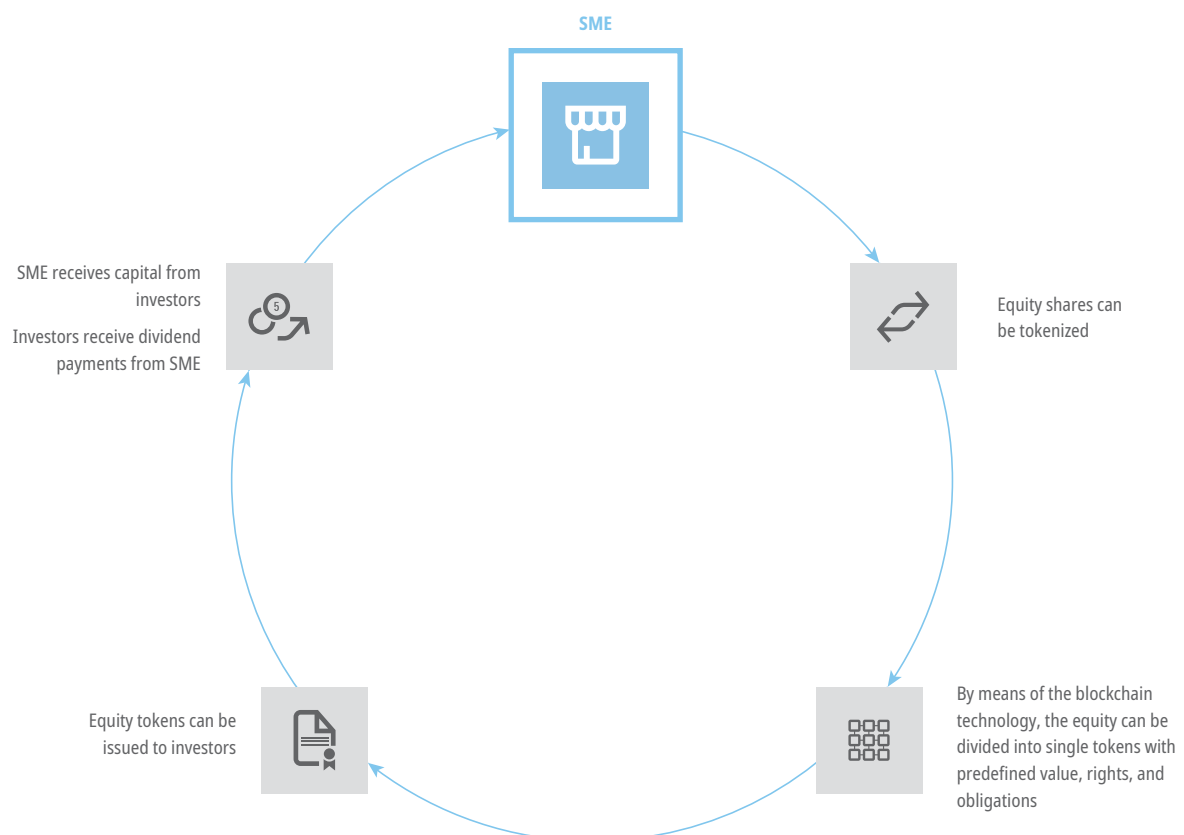 SME
SME receives capital from
investors
Investors receive dividend
payments from SME
5
Equity shares can
be tokenized
Equity tokens can be
issued to investors
By means of the blockchain
technology, the equity can be
divided into single tokens with
predefined value, rights, and
obligations